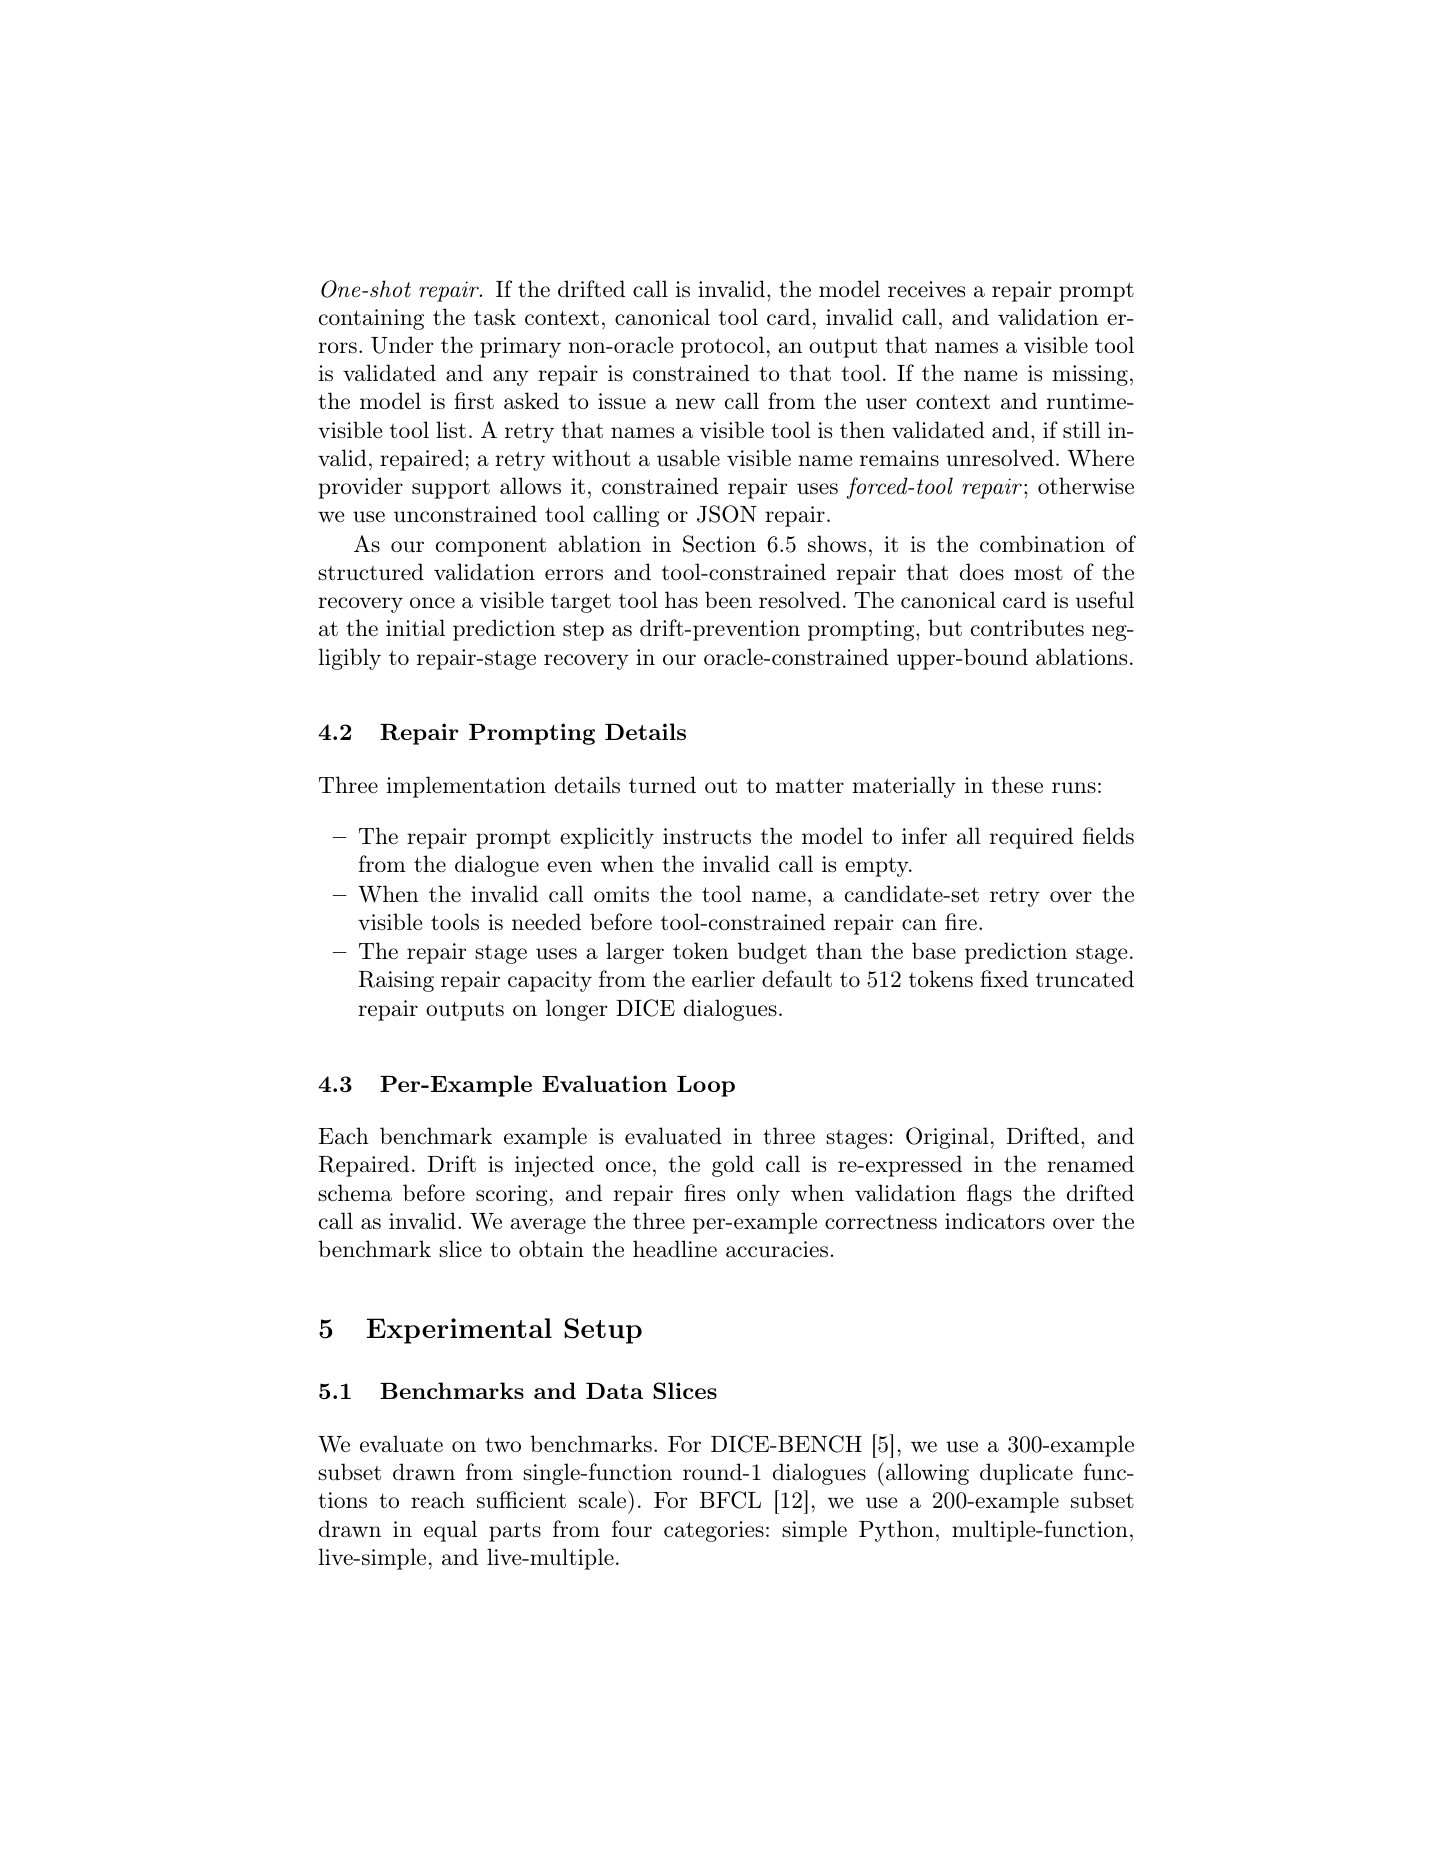 One-shot repair. If the drifted call is invalid, the model receives a repair prompt
containing the task context, canonical tool card, invalid call, and validation er-
rors. Under the primary non-oracle protocol, an output that names a visible tool
is validated and any repair is constrained to that tool. If the name is missing,
the model is first asked to issue a new call from the user context and runtime-
visible tool list. A retry that names a visible tool is then validated and, if still in-
valid, repaired; a retry without a usable visible name remains unresolved. Where
provider support allows it, constrained repair uses forced-tool repair; otherwise
we use unconstrained tool calling or JSON repair.
As our component ablation in Section 6.5 shows, it is the combination of
structured validation errors and tool-constrained repair that does most of the
recovery once a visible target tool has been resolved. The canonical card is useful
at the initial prediction step as drift-prevention prompting, but contributes neg-
ligibly to repair-stage recovery in our oracle-constrained upper-bound ablations.
4.2 Repair Prompting Details
Three implementation details turned out to matter materially in these runs:
– The repair prompt explicitly instructs the model to infer all required fields
from the dialogue even when the invalid call is empty.
– When the invalid call omits the tool name, a candidate-set retry over the
visible tools is needed before tool-constrained repair can fire.
– The repair stage uses a larger token budget than the base prediction stage.
Raising repair capacity from the earlier default to 512 tokens fixed truncated
repair outputs on longer DICE dialogues.
4.3 Per-Example Evaluation Loop
Each benchmark example is evaluated in three stages: Original, Drifted, and
Repaired. Drift is injected once, the gold call is re-expressed in the renamed
schema before scoring, and repair fires only when validation flags the drifted
call as invalid. We average the three per-example correctness indicators over the
benchmark slice to obtain the headline accuracies.
5 Experimental Setup
5.1 Benchmarks and Data Slices
We evaluate on two benchmarks. For DICE-BENCH [5], we use a 300-example
subset drawn from single-function round-1 dialogues (allowing duplicate func-
tions to reach sufficient scale). For BFCL [12], we use a 200-example subset
drawn in equal parts from four categories: simple Python, multiple-function,
live-simple, and live-multiple.